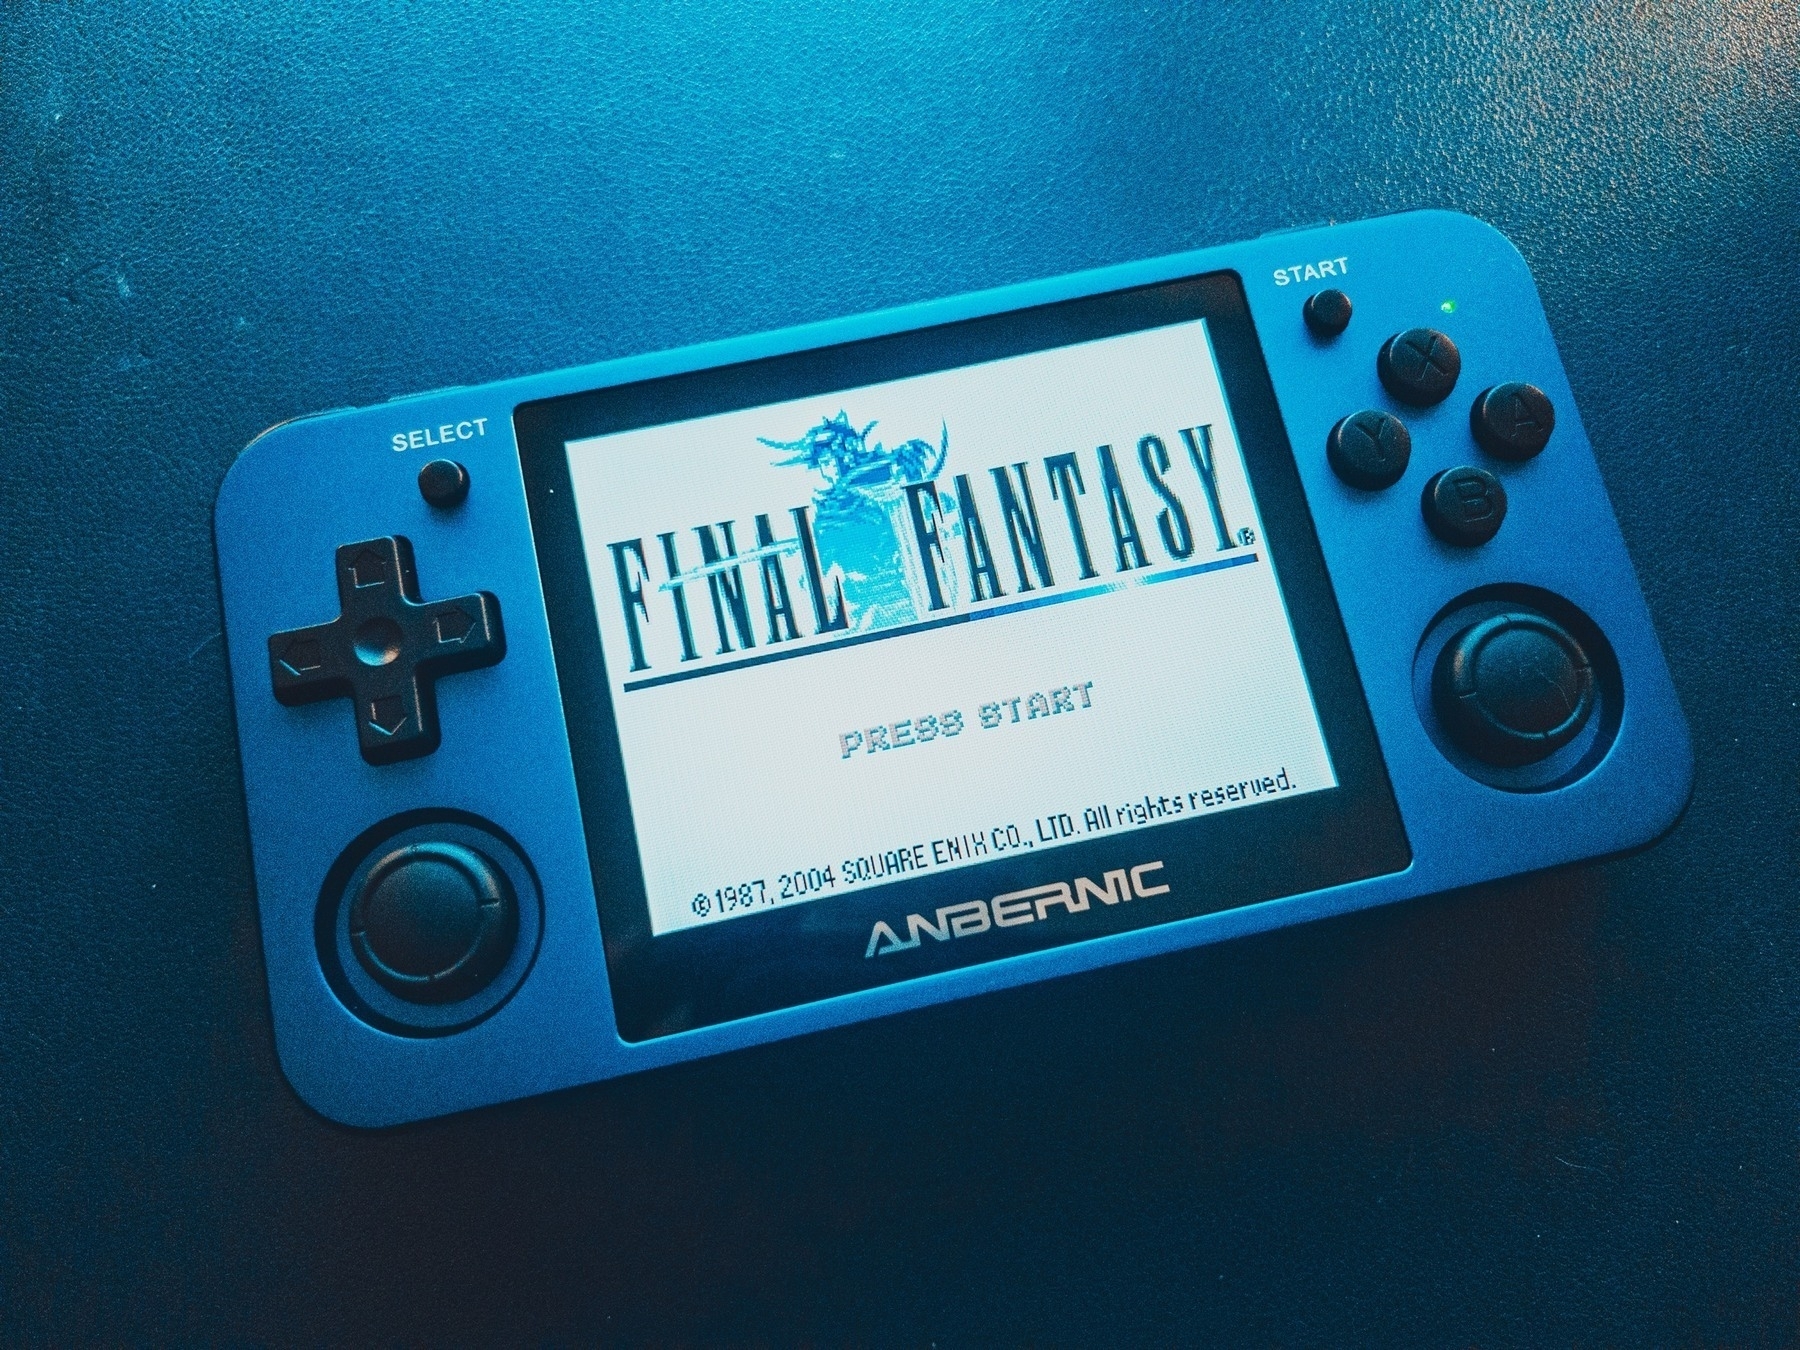 SELECT
START
X
Y
A
B
FINAL FANTASY®
PRESS START
©1987, 2004 SQUARE ENIX CO., LTD. All rights reserved.
ANBERNIC